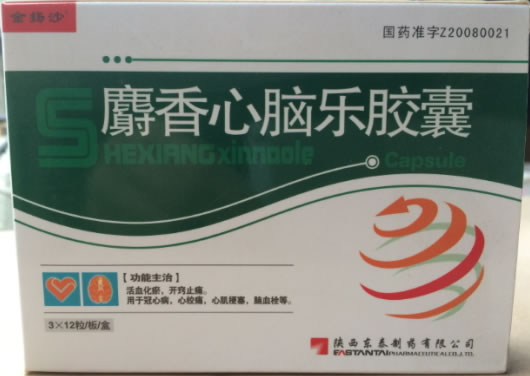 金扬沙
国药准字Z20080021
麝香心脑乐胶囊
SHEXIANGxinnaole
Capsule
【功能主治】
活血化瘀、开窍止痛。
用于冠心病，心绞痛，心肌梗塞，脑血栓等。
3×12粒/板/盒
陕西东泰制药有限公司
EASTANTAI PHARMACEUTICAL CO.,LTD.